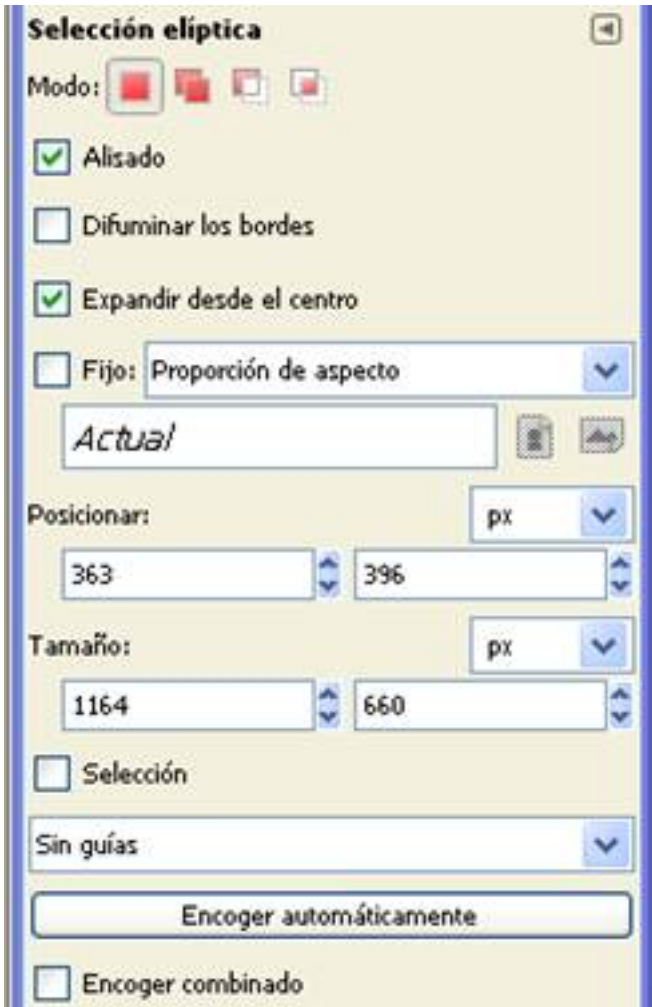 Selección elíptica
Modo:
Alisado
Difuminar los bordes
Expandir desde el centro
Fijo: Proporción de aspecto
Actual
Posicionar: px
363 396
Tamaño: px
1164 660
Selección
Sin guías
Encoger automáticamente
Encoger combinado